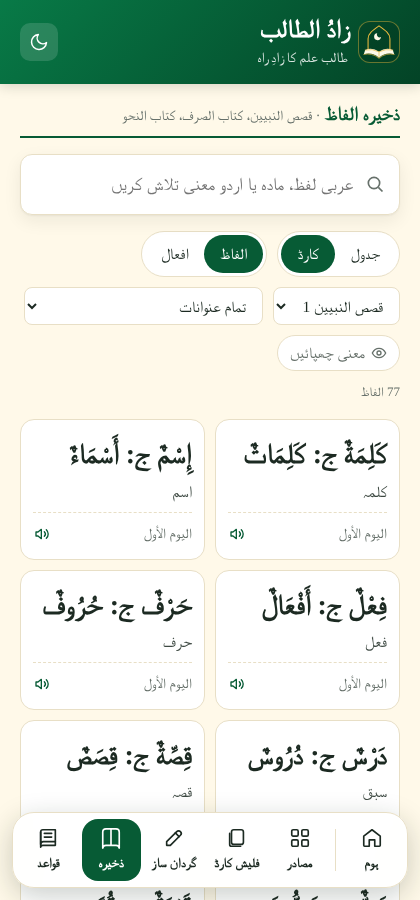 زادُ الطالب
طالب علم کا زادِ راہ
ذخیرہ الفاظ · قصص النبیین، کتاب الصرف، کتاب النحو
عربی لفظ، مادہ یا اردو معنی تلاش کریں
جدول کارڈ الفاظ افعال
قصص النبیین 1 تمام عنوانات
معنی چھپائیں
77 الفاظ
كَلِمَةٌ ج: كَلِمَاتٌ
کلمہ
اليوم الأول
إِسْمٌ ج: أَسْمَاءٌ
اسم
اليوم الأول
فِعْلٌ ج: أَفْعَالٌ
فعل
اليوم الأول
حَرْفٌ ج: حُرُوفٌ
حرف
اليوم الأول
دَرْسٌ ج: دُرُوسٌ
سبق
قِصَّةٌ ج: قِصَصٌ
قصہ
ہوم مصادر فلیش کارڈ گردان ساز ذخیرہ قواعد